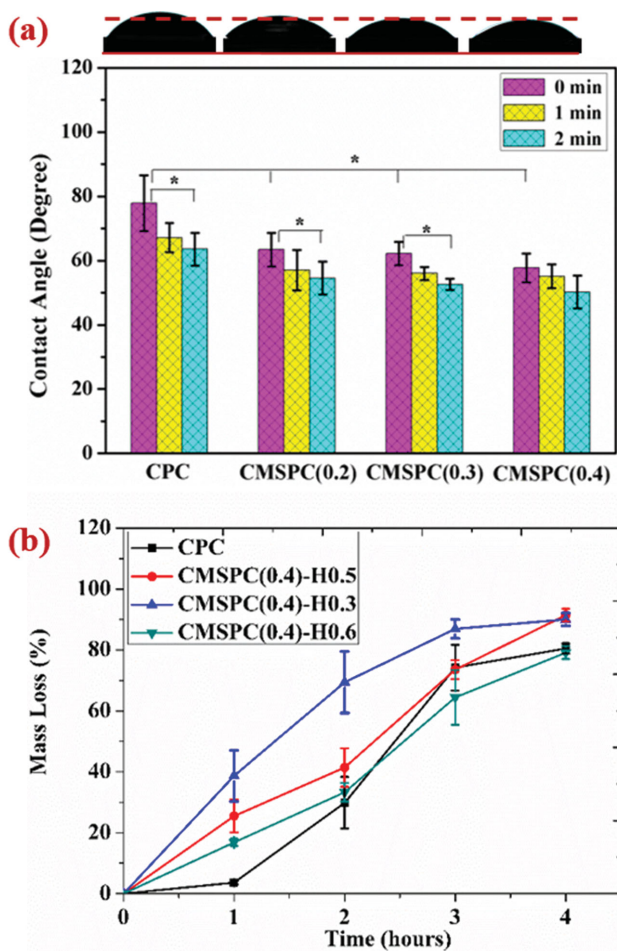 (a)
120
100
80
60
40
20
0
Contact Angle (Degree)
0 min
1 min
2 min
*
*
*
*
CPC
CMSPC(0.2)
CMSPC(0.3)
CMSPC(0.4)
(b)
120
100
80
60
40
20
0
Mass Loss (%)
CPC
CMSPC(0.4)-H0.5
CMSPC(0.4)-H0.3
CMSPC(0.4)-H0.6
0 1 2 3 4
Time (hours)